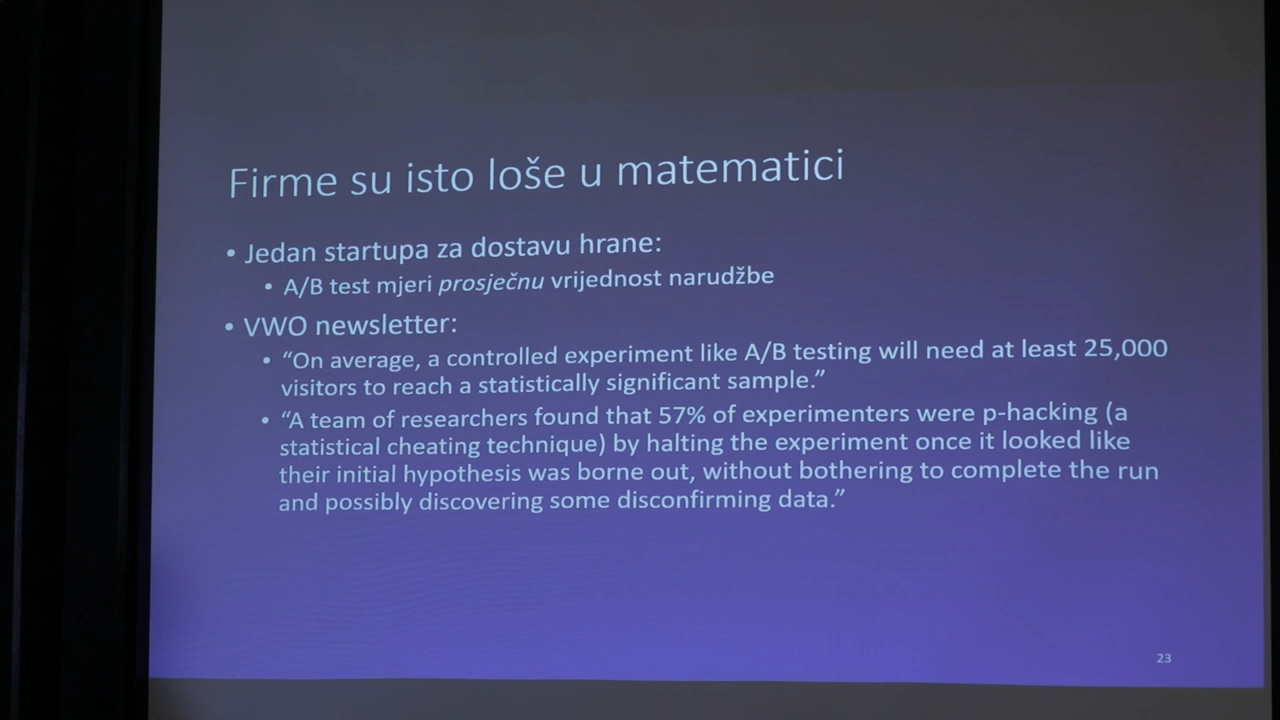 Firme su isto loše u matematici
• Jedan startupa za dostavu hrane:
• A/B test mjeri prosječnu vrijednost narudžbe
• VWO newsletter:
• “On average, a controlled experiment like A/B testing will need at least 25,000
visitors to reach a statistically significant sample.”
• “A team of researchers found that 57% of experimenters were p-hacking (a
statistical cheating technique) by halting the experiment once it looked like
their initial hypothesis was borne out, without bothering to complete the run
and possibly discovering some disconfirming data.”
23